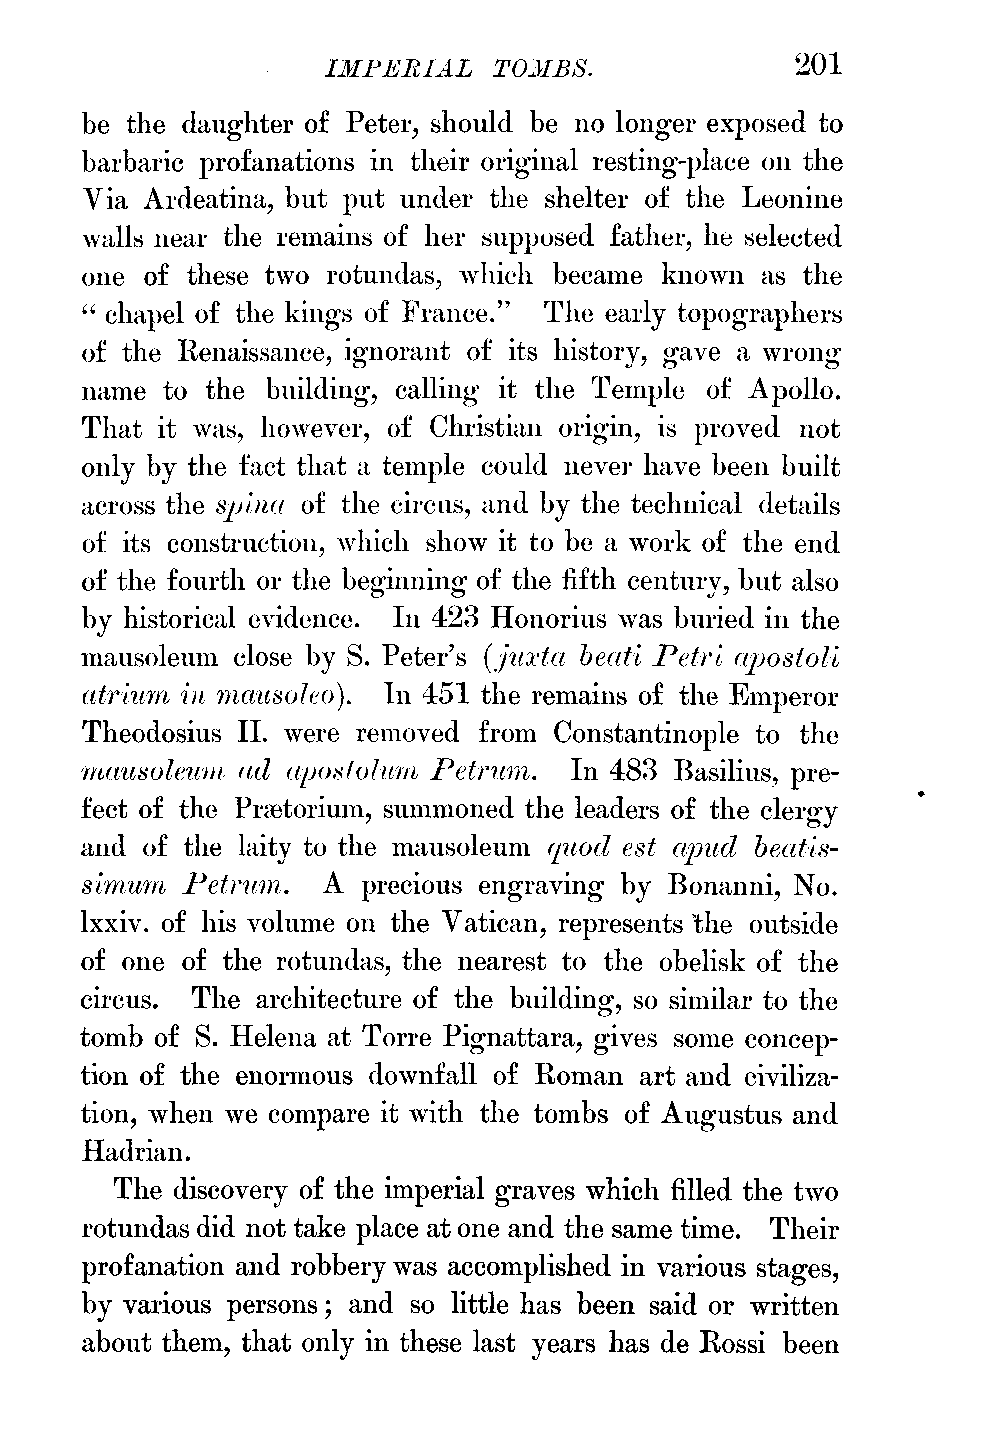 IMPERIAL TOMBS. 201
be the daughter of Peter, should be no longer exposed to
barbaric profanations in their original resting-place on the
Via Ardeatina, but put under the shelter of the Leonine
walls near the remains of her supposed father, he selected
one of these two rotundas, which became known as the
“ chapel of the kings of France.” The early topographers
of the Renaissance, ignorant of its history, gave a wrong
name to the building, calling it the Temple of Apollo.
That it was, however, of Christian origin, is proved not
only by the fact that a temple could never have been built
across the spina of the circus, and by the technical details
of its construction, which show it to be a work of the end
of the fourth or the beginning of the fifth century, but also
by historical evidence. In 423 Honorius was buried in the
mausoleum close by S. Peter’s (juxta beati Petri apostoli
atrium in mausoleo). In 451 the remains of the Emperor
Theodosius II. were removed from Constantinople to the
mausoleum ad apostolum Petrum. In 483 Basilius, pre-
fect of the Prætorium, summoned the leaders of the clergy
and of the laity to the mausoleum quod est apud beatis-
simum Petrum. A precious engraving by Bonanni, No.
lxxiv. of his volume on the Vatican, represents the outside
of one of the rotundas, the nearest to the obelisk of the
circus. The architecture of the building, so similar to the
tomb of S. Helena at Torre Pignattara, gives some concep-
tion of the enormous downfall of Roman art and civiliza-
tion, when we compare it with the tombs of Augustus and
Hadrian.
The discovery of the imperial graves which filled the two
rotundas did not take place at one and the same time. Their
profanation and robbery was accomplished in various stages,
by various persons; and so little has been said or written
about them, that only in these last years has de Rossi been